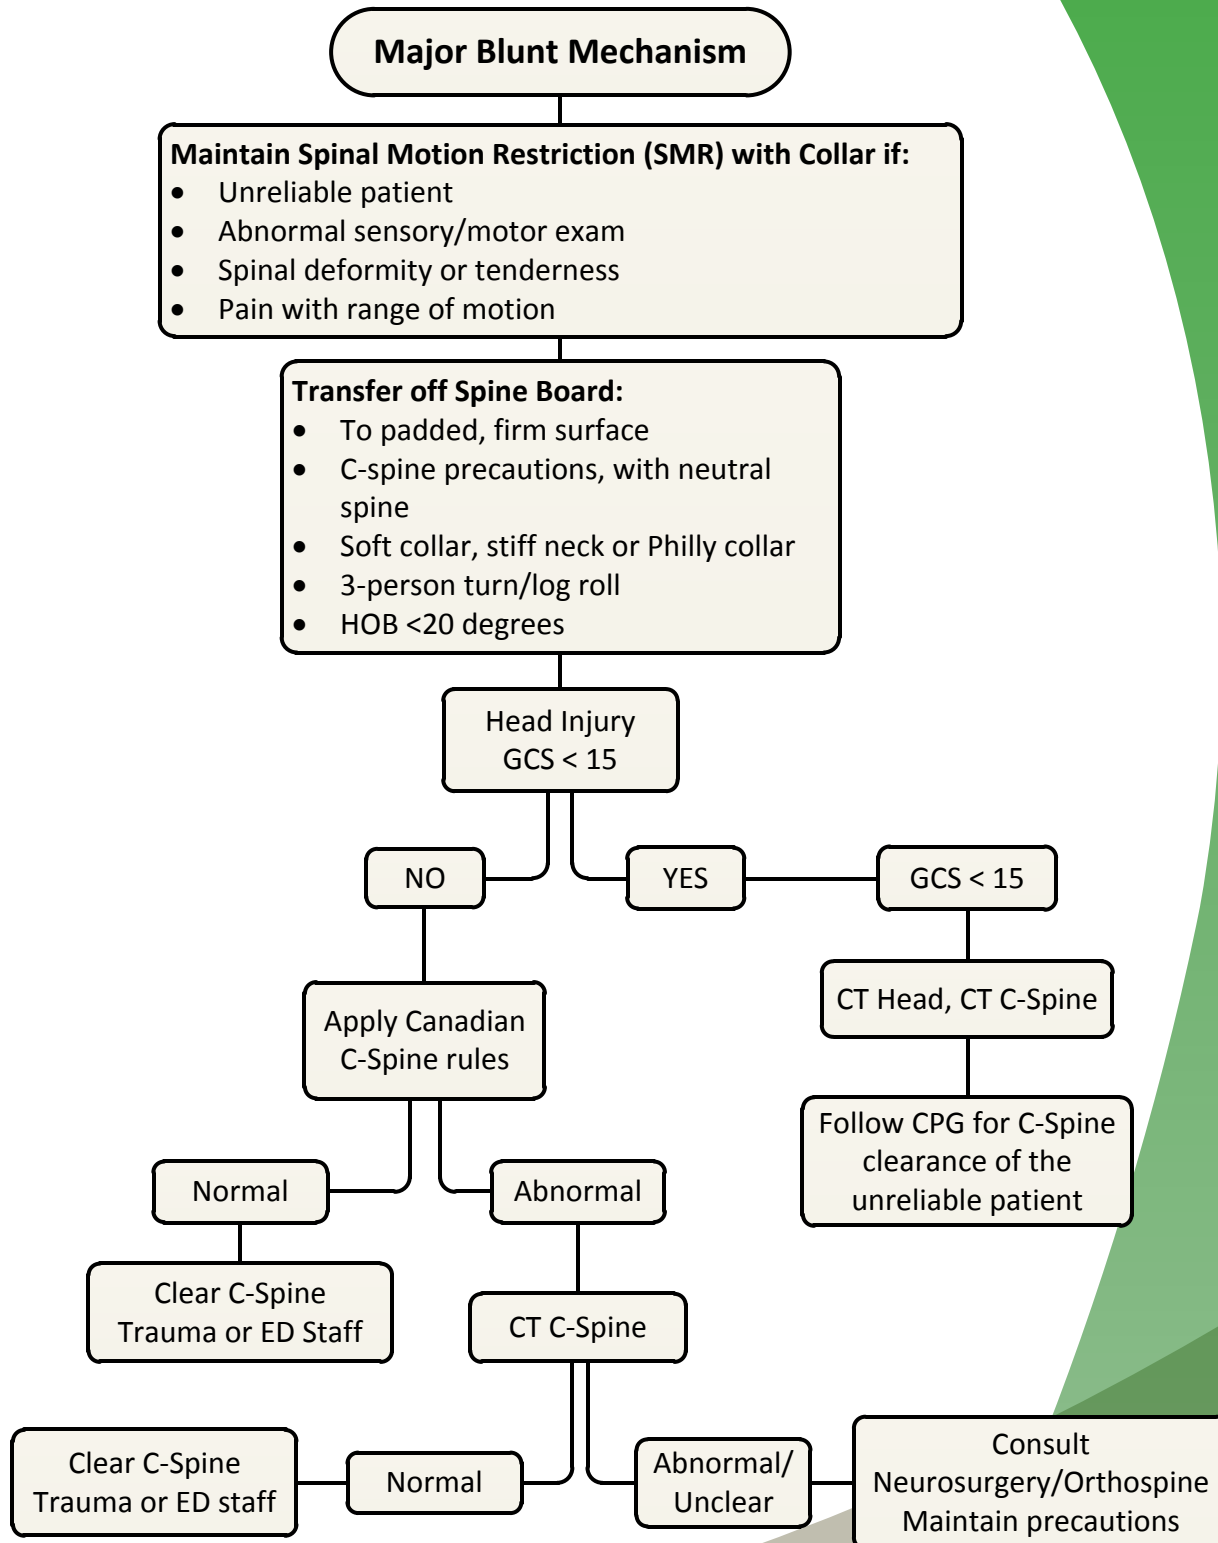 Major Blunt Mechanism
Maintain Spinal Motion Restriction (SMR) with Collar if:
• Unreliable patient
• Abnormal sensory/motor exam
• Spinal deformity or tenderness
• Pain with range of motion
Transfer off Spine Board:
• To padded, firm surface
• C-spine precautions, with neutral
spine
• Soft collar, stiff neck or Philly collar
• 3-person turn/log roll
• HOB <20 degrees
Head Injury
GCS < 15
NO
YES
GCS < 15
CT Head, CT C-Spine
Apply Canadian
C-Spine rules
Follow CPG for C-Spine
clearance of the
unreliable patient
Normal
Abnormal
Clear C-Spine
Trauma or ED Staff
CT C-Spine
Clear C-Spine
Trauma or ED staff
Normal
Abnormal/
Unclear
Consult
Neurosurgery/Orthospine
Maintain precautions